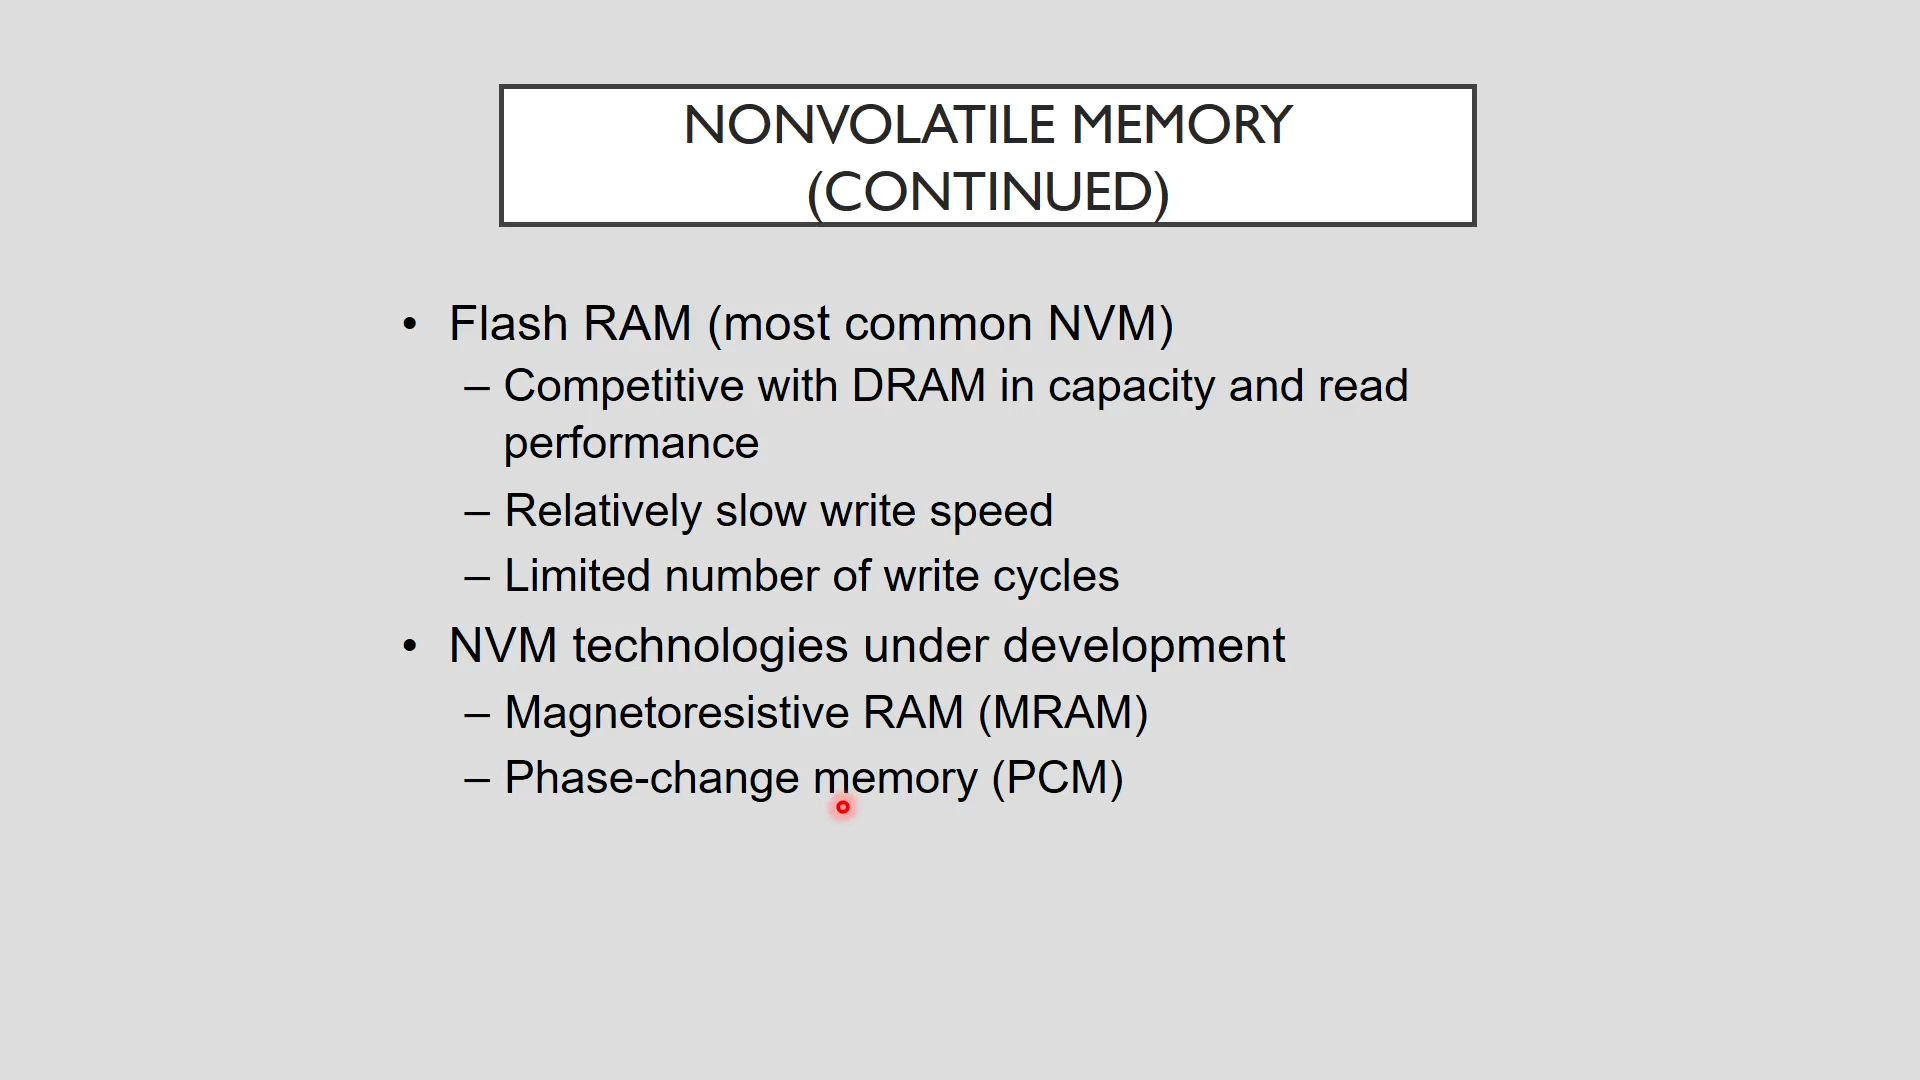 NONVOLATILE MEMORY
(CONTINUED)
• Flash RAM (most common NVM)
– Competitive with DRAM in capacity and read
performance
– Relatively slow write speed
– Limited number of write cycles
• NVM technologies under development
– Magnetoresistive RAM (MRAM)
– Phase-change memory (PCM)